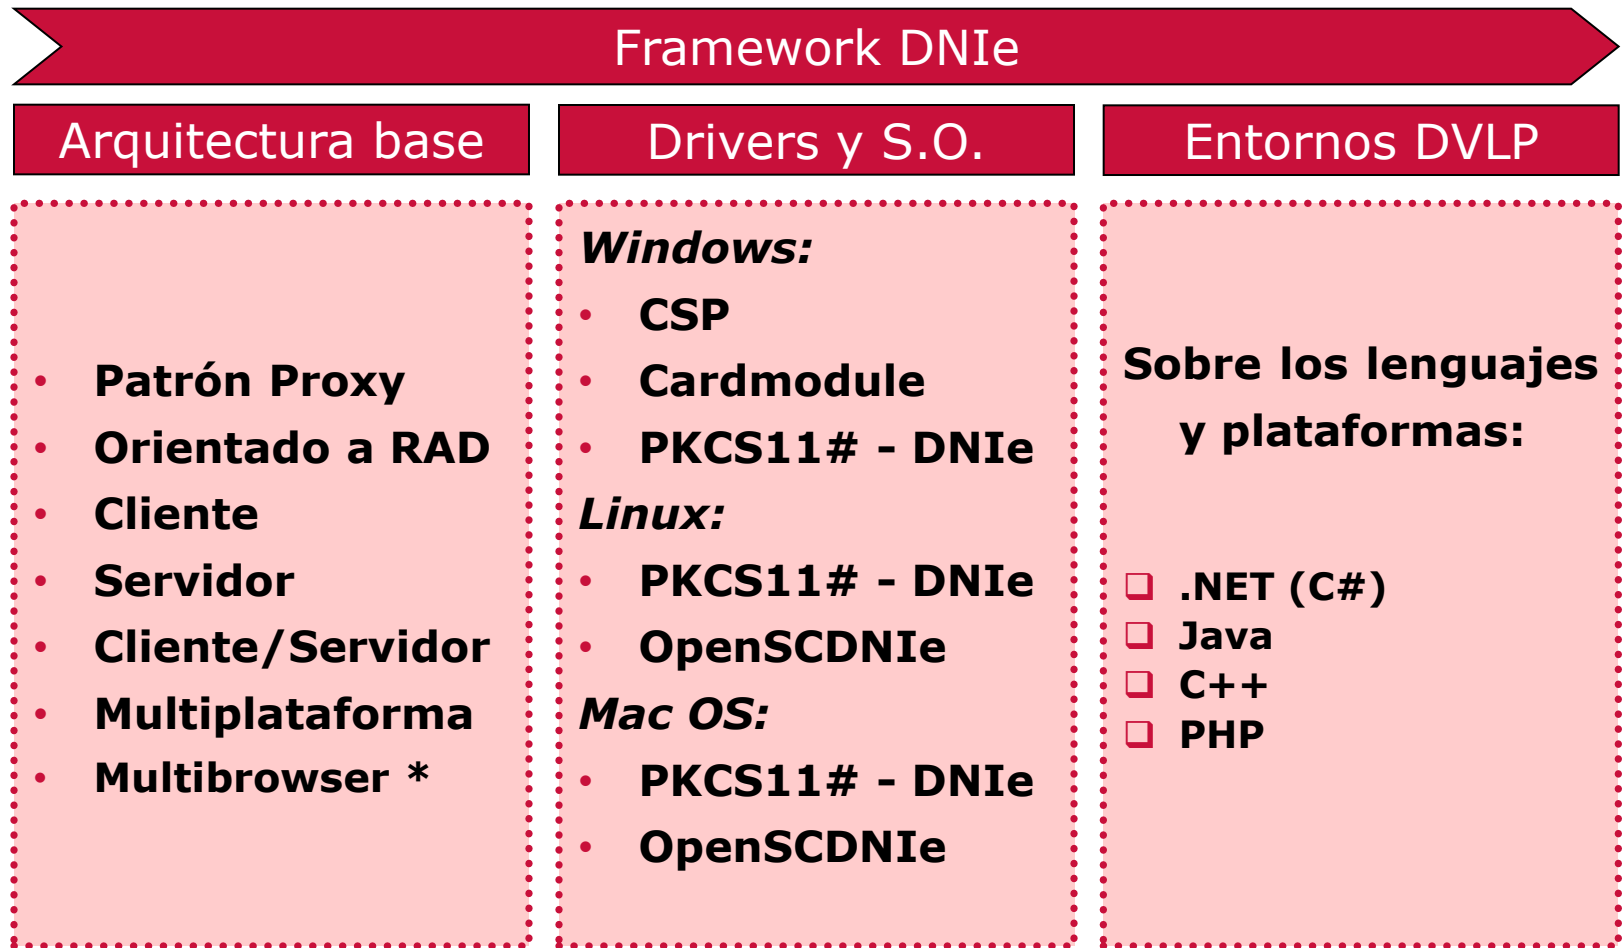 Framework DNIe
Arquitectura base
Drivers y S.O.
Entornos DVLP
• Patrón Proxy
• Orientado a RAD
• Cliente
• Servidor
• Cliente/Servidor
• Multiplataforma
• Multibrowser *
Windows:
• CSP
• Cardmodule
• PKCS11# - DNIe
Linux:
• PKCS11# - DNIe
• OpenSCDNIe
Mac OS:
• PKCS11# - DNIe
• OpenSCDNIe
Sobre los lenguajes
y plataformas:
❑ .NET (C#)
❑ Java
❑ C++
❑ PHP